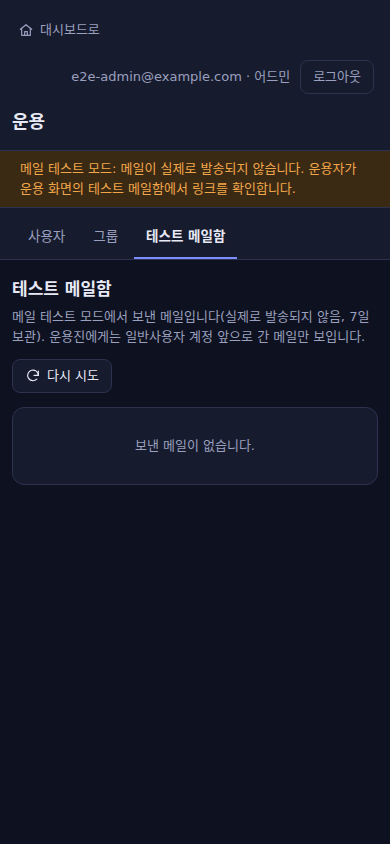 대시보드로
e2e-admin@example.com · 어드민
로그아웃
운용
메일 테스트 모드: 메일이 실제로 발송되지 않습니다. 운용자가
운용 화면의 테스트 메일함에서 링크를 확인합니다.
사용자
그룹
테스트 메일함
테스트 메일함
메일 테스트 모드에서 보낸 메일입니다(실제로 발송되지 않음, 7일
보관). 운용진에게는 일반사용자 계정 앞으로 간 메일만 보입니다.
다시 시도
보낸 메일이 없습니다.